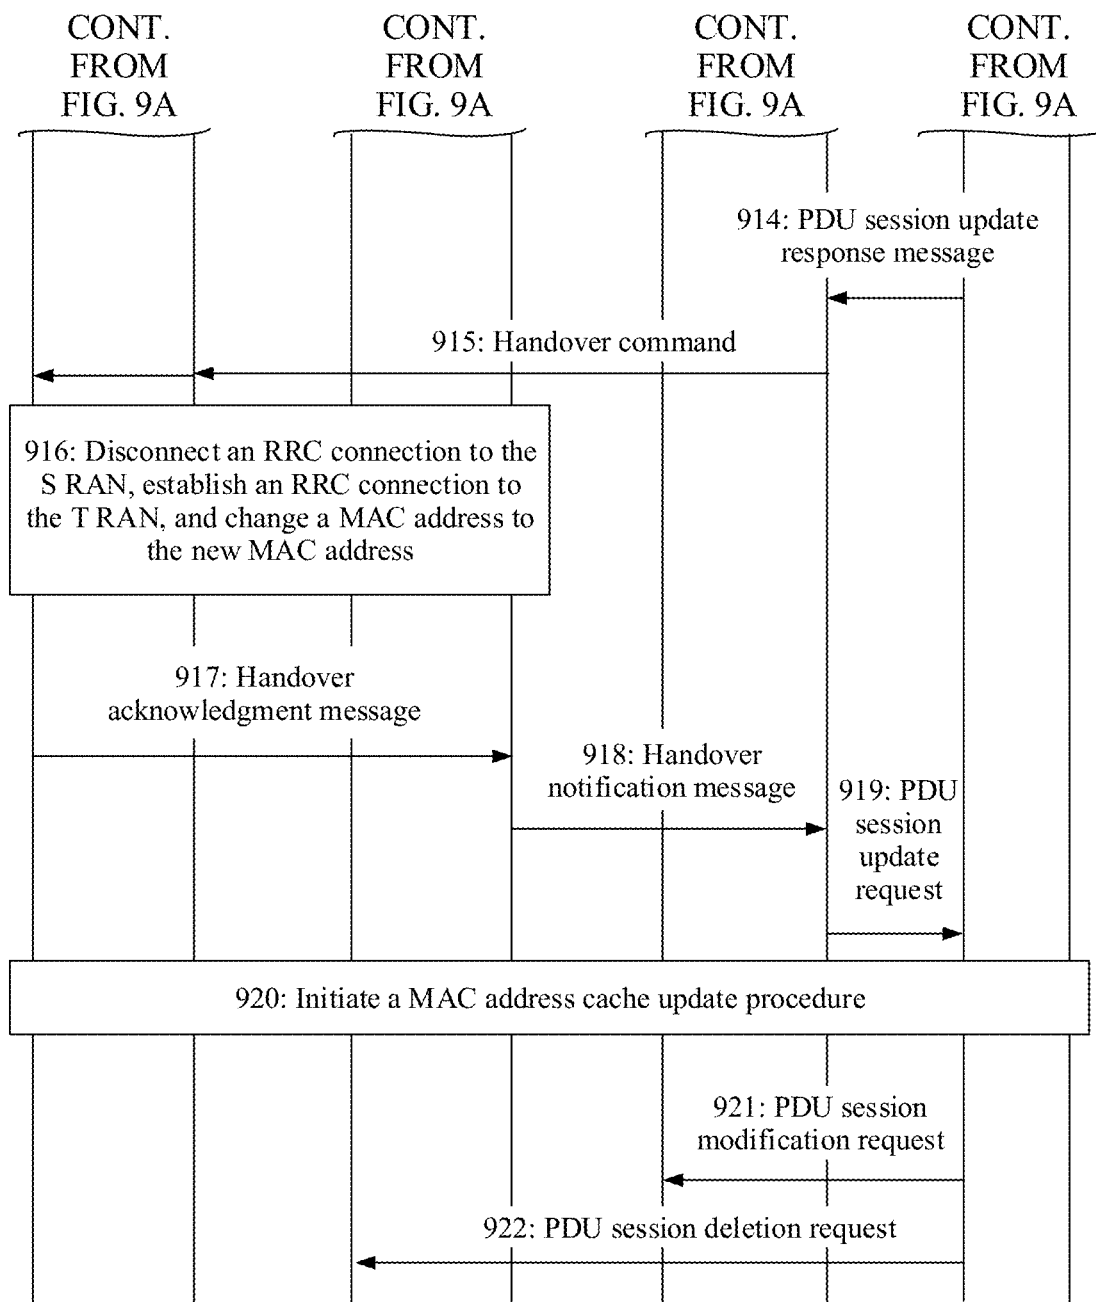 CONT.
FROM
FIG. 9A
CONT.
FROM
FIG. 9A
CONT.
FROM
FIG. 9A
CONT.
FROM
FIG. 9A
914: PDU session update
response message
915: Handover command
916: Disconnect an RRC connection to the
S RAN, establish an RRC connection to
the T RAN, and change a MAC address to
the new MAC address
917: Handover
acknowledgment message
918: Handover
notification message
919: PDU
session
update
request
920: Initiate a MAC address cache update procedure
921: PDU session
modification request
922: PDU session deletion request